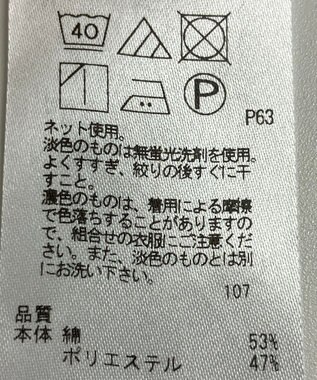 40
P
P63
ネット使用。
淡色のものは無蛍光洗剤を使用。
よくすすぎ、絞りの後すぐに干
すこと。
濃色のものは、着用による摩擦
で色落ちすることがありますの
で、組合せの衣服にご注意くだ
さい。また、淡色のものとは別
にお洗い下さい。
107
品質
本体 綿 53%
ポリエステル 47%